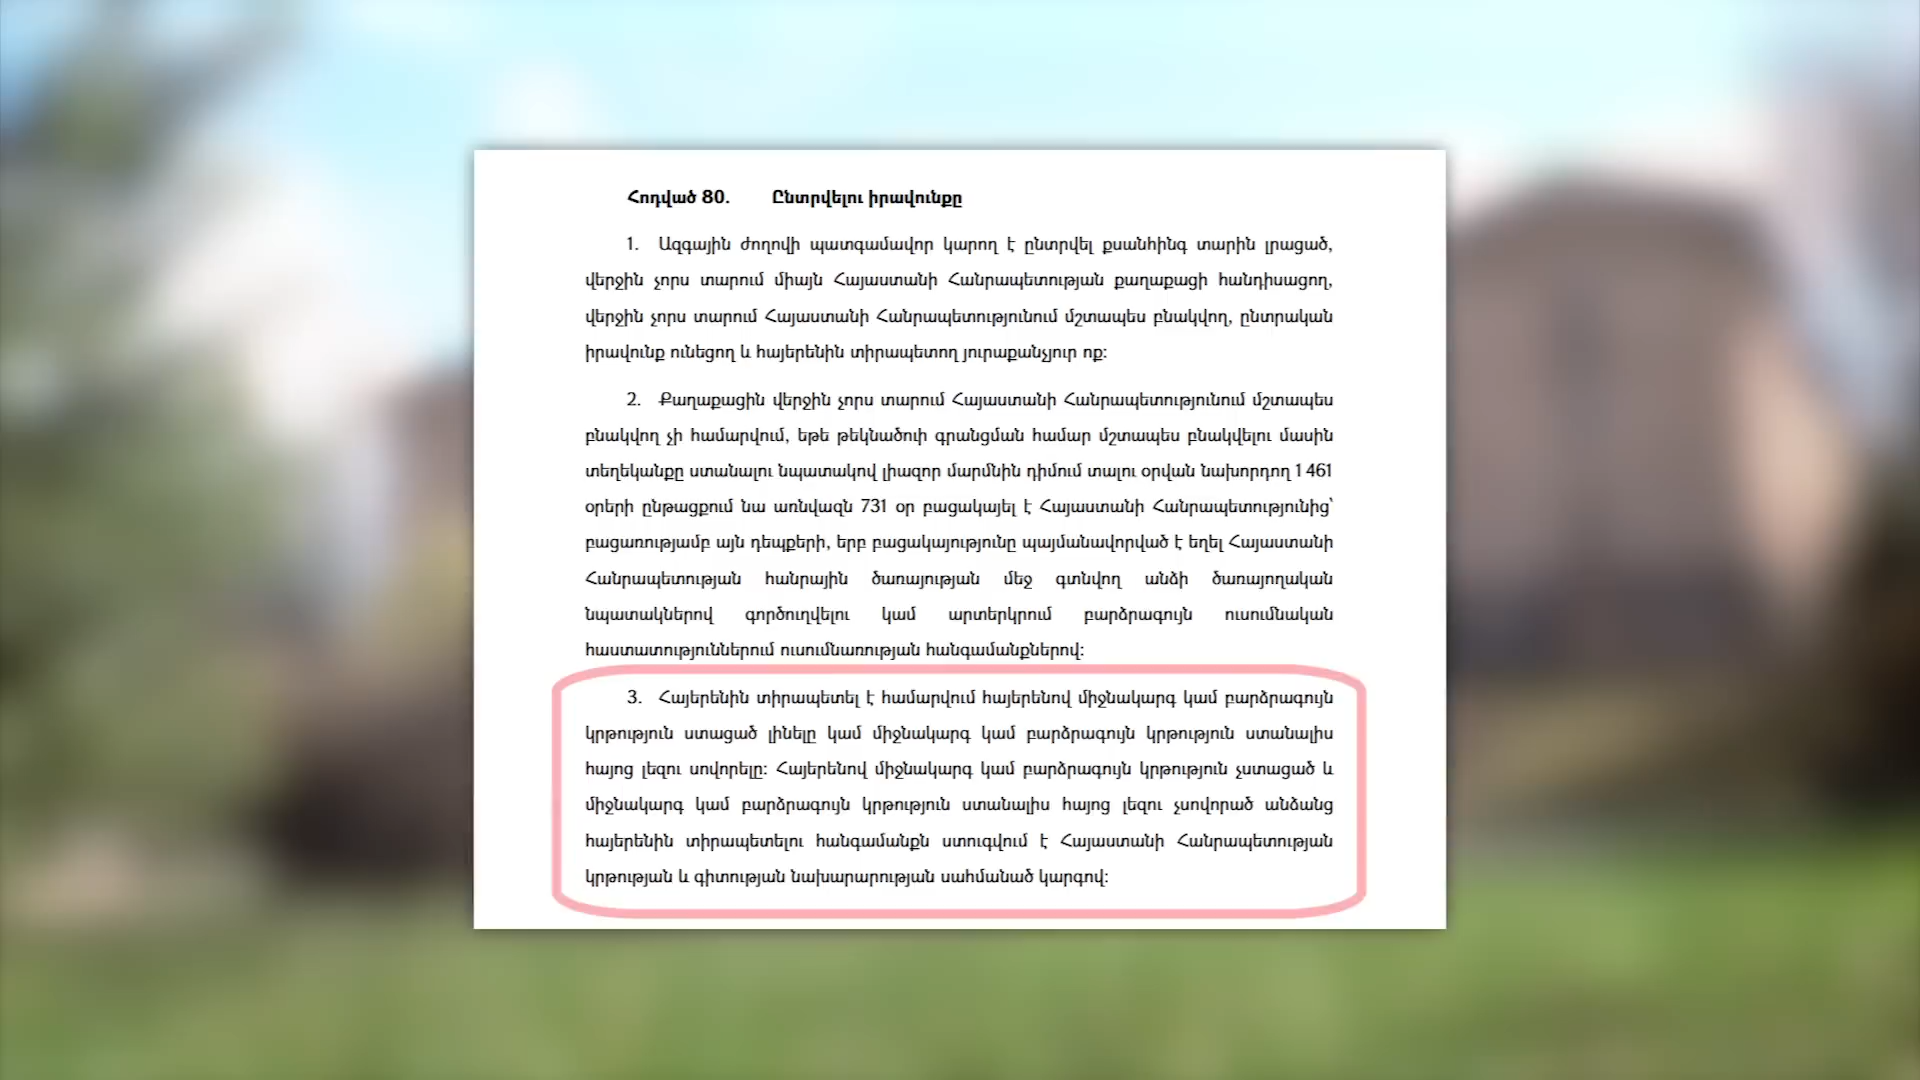 Հոդված 80. Ընտրվելու իրավունքը
1. Ազգային ժողովի պատգամավոր կարող է ընտրվել քսանհինգ տարին լրացած,
վերջին չորս տարում միայն Հայաստանի Հանրապետության քաղաքացի հանդիսացող,
վերջին չորս տարում Հայաստանի Հանրապետությունում մշտապես բնակվող, ընտրական
իրավունք ունեցող և հայերենին տիրապետող յուրաքանչյուր ոք:
2. Քաղաքացին վերջին չորս տարում Հայաստանի Հանրապետությունում մշտապես
բնակվող չի համարվում, եթե թեկնածուի գրանցման համար մշտապես բնակվելու մասին
տեղեկանքը ստանալու նպատակով լիազոր մարմնին դիմում տալու օրվան նախորդող 1 461
օրերի ընթացքում նա առնվազն 731 օր բացակայել է Հայաստանի Հանրապետությունից՝
բացառությամբ այն դեպքերի, երբ բացակայությունը պայմանավորված է եղել Հայաստանի
Հանրապետության հանրային ծառայության մեջ գտնվող անձի ծառայողական
նպատակներով գործուղվելու կամ արտերկրում բարձրագույն ուսումնական
հաստատություններում ուսումնառության հանգամանքներով:
3. Հայերենին տիրապետել է համարվում հայերենով միջնակարգ կամ բարձրագույն
կրթություն ստացած լինելը կամ միջնակարգ կամ բարձրագույն կրթություն ստանալիս
հայոց լեզու սովորելը: Հայերենով միջնակարգ կամ բարձրագույն կրթություն չստացած և
միջնակարգ կամ բարձրագույն կրթություն ստանալիս հայոց լեզու չսովորած անձանց
հայերենին տիրապետելու հանգամանքն ստուգվում է Հայաստանի Հանրապետության
կրթության և գիտության նախարարության սահմանած կարգով: